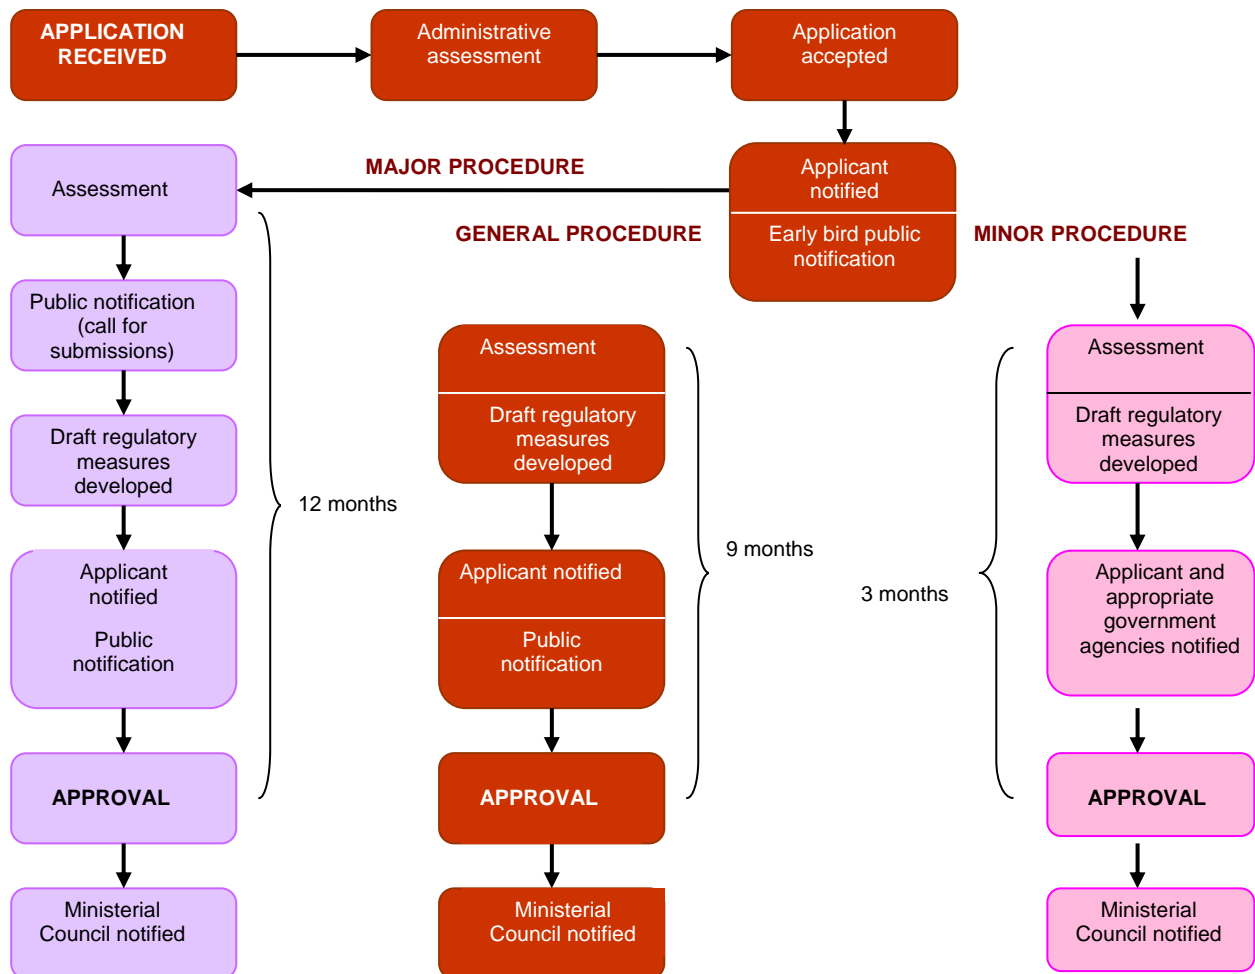 APPLICATION
RECEIVED
Administrative
assessment
Application
accepted
MAJOR PROCEDURE
Applicant
notified
Early bird public
notification
GENERAL PROCEDURE
MINOR PROCEDURE
Assessment
Public notification
(call for
submissions)
Draft regulatory
measures
developed
Applicant
notified
Public
notification
APPROVAL
Ministerial
Council notified
12 months
Assessment
Draft regulatory
measures
developed
Applicant notified
Public
notification
APPROVAL
Ministerial
Council notified
9 months
3 months
Assessment
Draft regulatory
measures
developed
Applicant and
appropriate
government
agencies notified
APPROVAL
Ministerial
Council notified